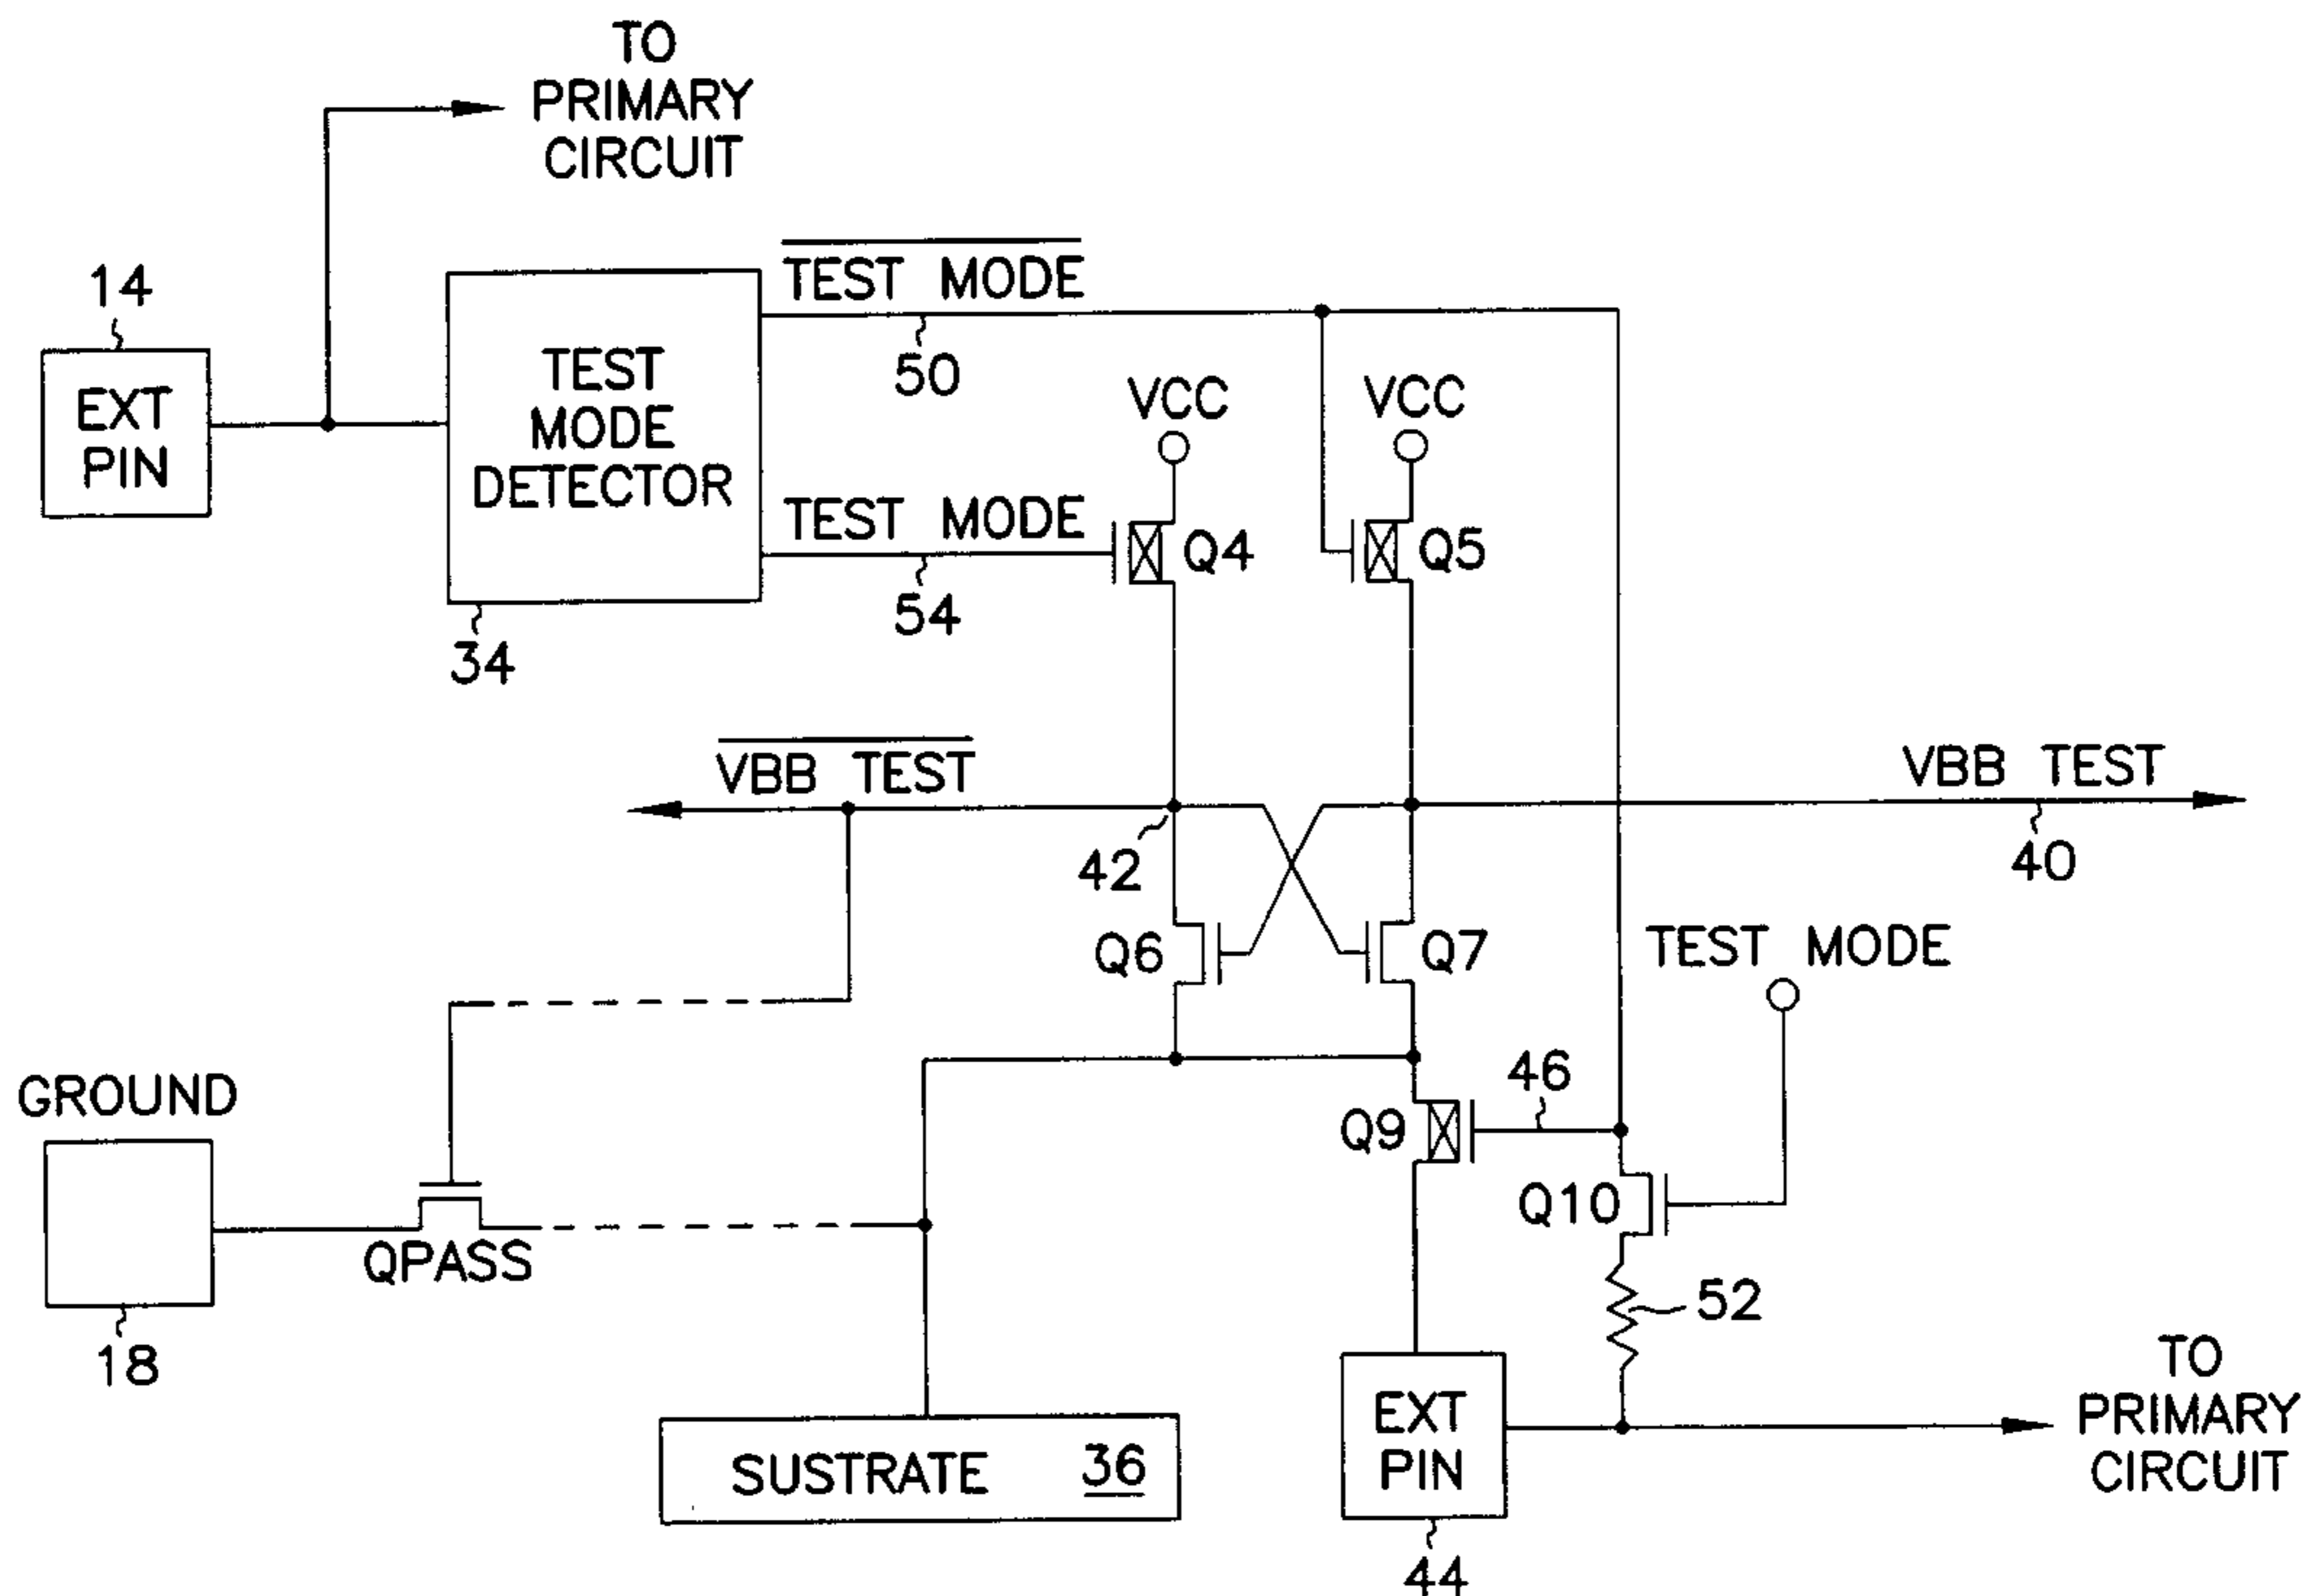 TO
PRIMARY
CIRCUIT
14
EXT
PIN
TEST
MODE
DETECTOR
34
TEST MODE
50
TEST MODE
54
VCC
VCC
Q4
Q5
VBB TEST
42
VBB TEST
40
Q6
Q7
TEST MODE
GROUND
18
QPASS
46
Q9
Q10
52
SUSTRATE 36
EXT
PIN
44
TO
PRIMARY
CIRCUIT